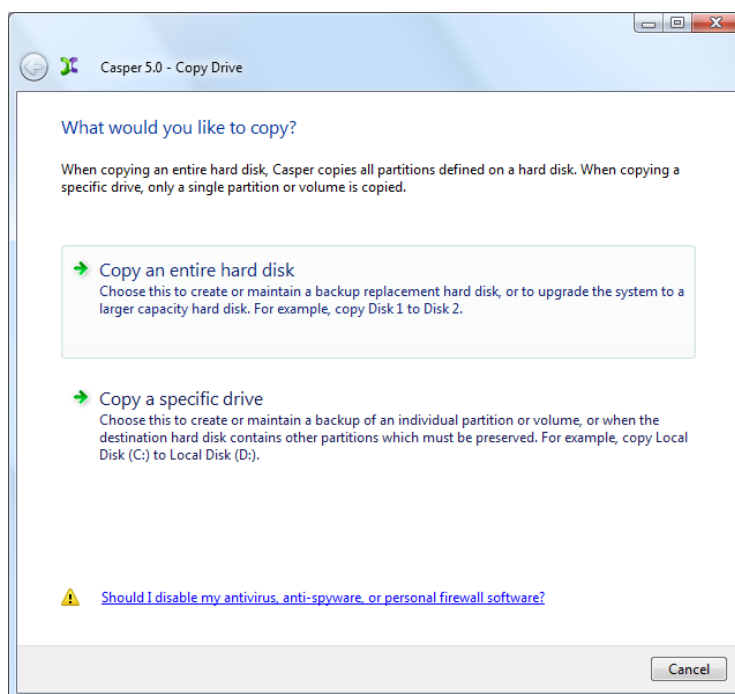 Casper 5.0 - Copy Drive
What would you like to copy?
When copying an entire hard disk, Casper copies all partitions defined on a hard disk. When copying a
specific drive, only a single partition or volume is copied.
Copy an entire hard disk
Choose this to create or maintain a backup replacement hard disk, or to upgrade the system to a
larger capacity hard disk. For example, copy Disk 1 to Disk 2.
Copy a specific drive
Choose this to create or maintain a backup of an individual partition or volume, or when the
destination hard disk contains other partitions which must be preserved. For example, copy Local
Disk (C:) to Local Disk (D:).
Should I disable my antivirus, anti-spyware, or personal firewall software?
Cancel